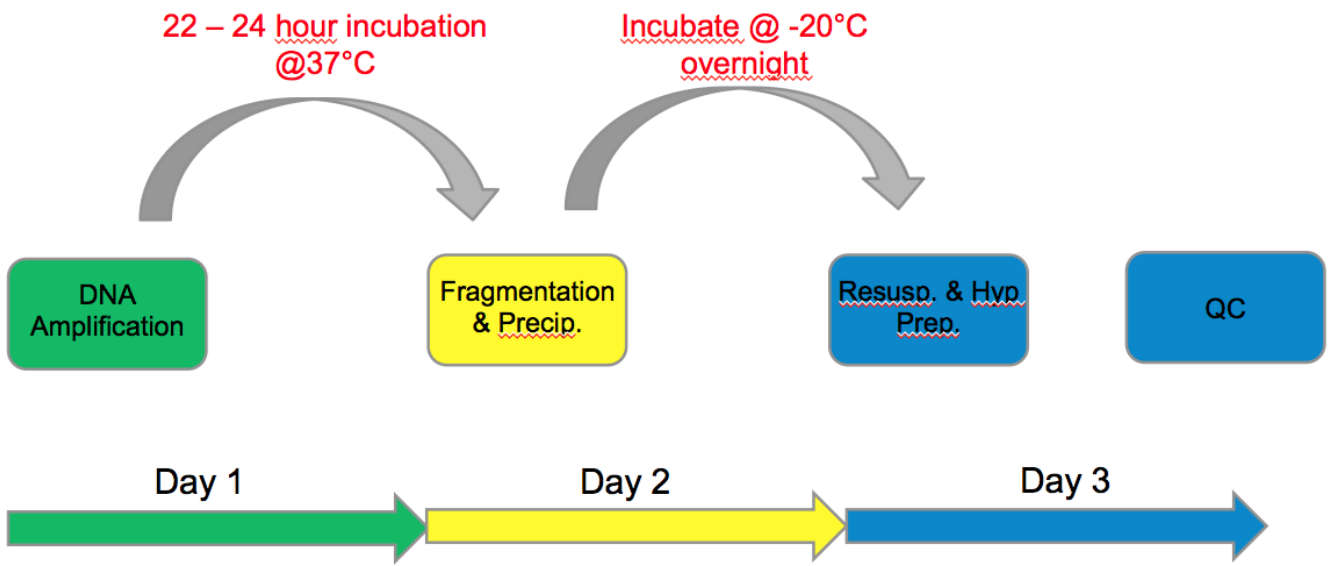 22 – 24 hour incubation
@37°C
Incubate @ -20°C
overnight
DNA
Amplification
Fragmentation
& Precip.
Resusp. & Hyp
Prep.
QC
Day 1
Day 2
Day 3